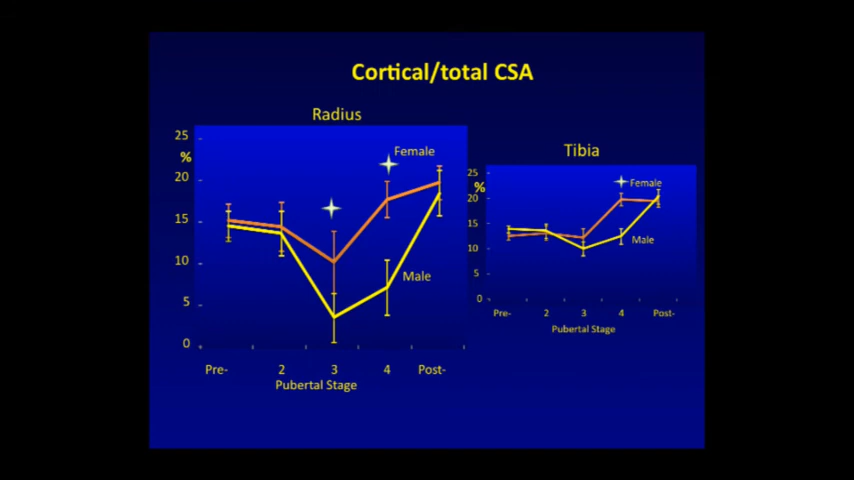 Cortical/total CSA
Radius
25
%
20
15
10
5
0
Female
Male
Pre-
2
3
4
Post-
Pubertal Stage
Tibia
25
%
20
15
10
5
0
Female
Male
Pre-
2
3
4
Post-
Pubertal Stage